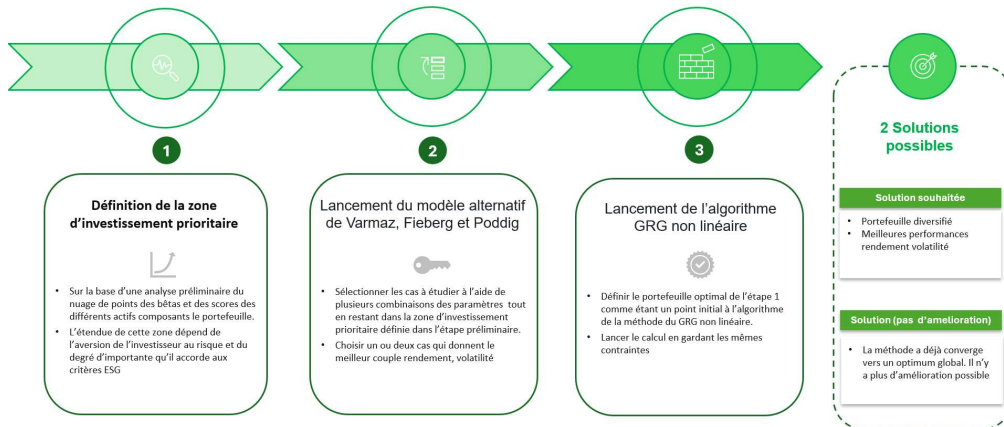 1
Définition de la zone
d'investissement prioritaire
• Sur la base d'une analyse préliminaire du
nuage de points des bêtas et des scores des
différents actifs composants le portefeuille.
• L'étendue de cette zone dépend de
l'aversion de l'investisseur au risque et du
degré d'importance qu'il accorde aux
critères ESG
2
Lancement du modèle alternatif
de Varmaz, Fieberg et Poddig
• Sélectionner les cas à étudier à l'aide de
plusieurs combinaisons des paramètres tout
en restant dans la zone d'investissement
prioritaire définie dans l'étape préliminaire.
• Choisir un ou deux cas qui donnent le
meilleur couple rendement, volatilité
3
Lancement de l'algorithme
GRG non linéaire
• Définir le portefeuille optimal de l'étape 1
comme étant un point initial à l'algorithme
de la méthode du GRG non linéaire.
• Lancer le calcul en gardant les mêmes
contraintes
2 Solutions
possibles
Solution souhaitée
• Portefeuille diversifié
• Meilleures performances
rendement volatilité
Solution (pas d'amelioration)
• La méthode a déjà converge
vers un optimum global. Il n'y
a plus d'amélioration possible